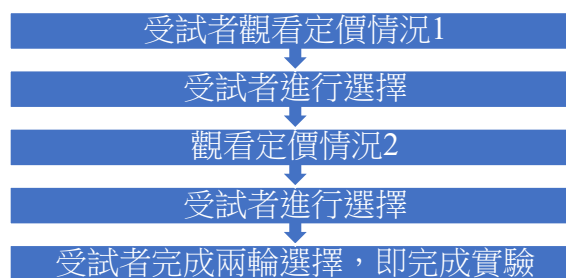 受試者觀看定價情況1
受試者進行選擇
觀看定價情況2
受試者進行選擇
受試者完成兩輪選擇，即完成實驗